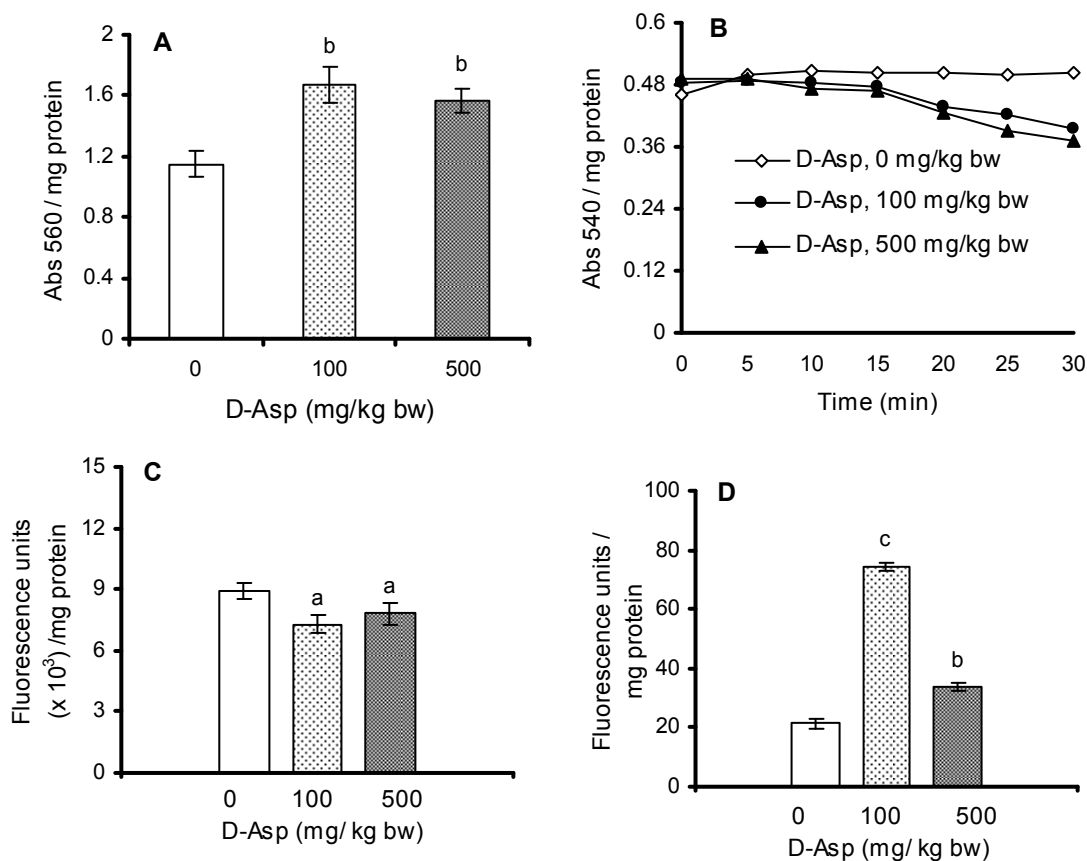 A
Abs 560 / mg protein
2
1.6
1.2
0.8
0.4
0
b
b
0 100 500
D-Asp (mg/kg bw)
B
Abs 540 / mg protein
0.6
0.48
0.36
0.24
0.12
0
D-Asp, 0 mg/kg bw
D-Asp, 100 mg/kg bw
D-Asp, 500 mg/kg bw
0 5 10 15 20 25 30
Time (min)
C
Fluorescence units
(x 10³) /mg protein
15
12
9
6
3
0
a
a
0 100 500
D-Asp (mg/ kg bw)
D
Fluorescence units /
mg protein
100
80
60
40
20
0
c
b
0 100 500
D-Asp (mg/ kg bw)